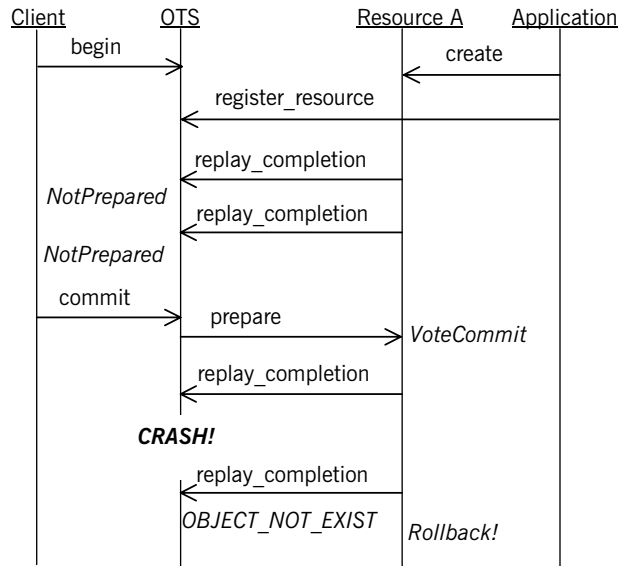 Client OTS Resource A Application
begin
create
register_resource
replay_completion
NotPrepared
replay_completion
NotPrepared
commit
prepare
VoteCommit
replay_completion
CRASH!
replay_completion
OBJECT_NOT_EXIST
Rollback!